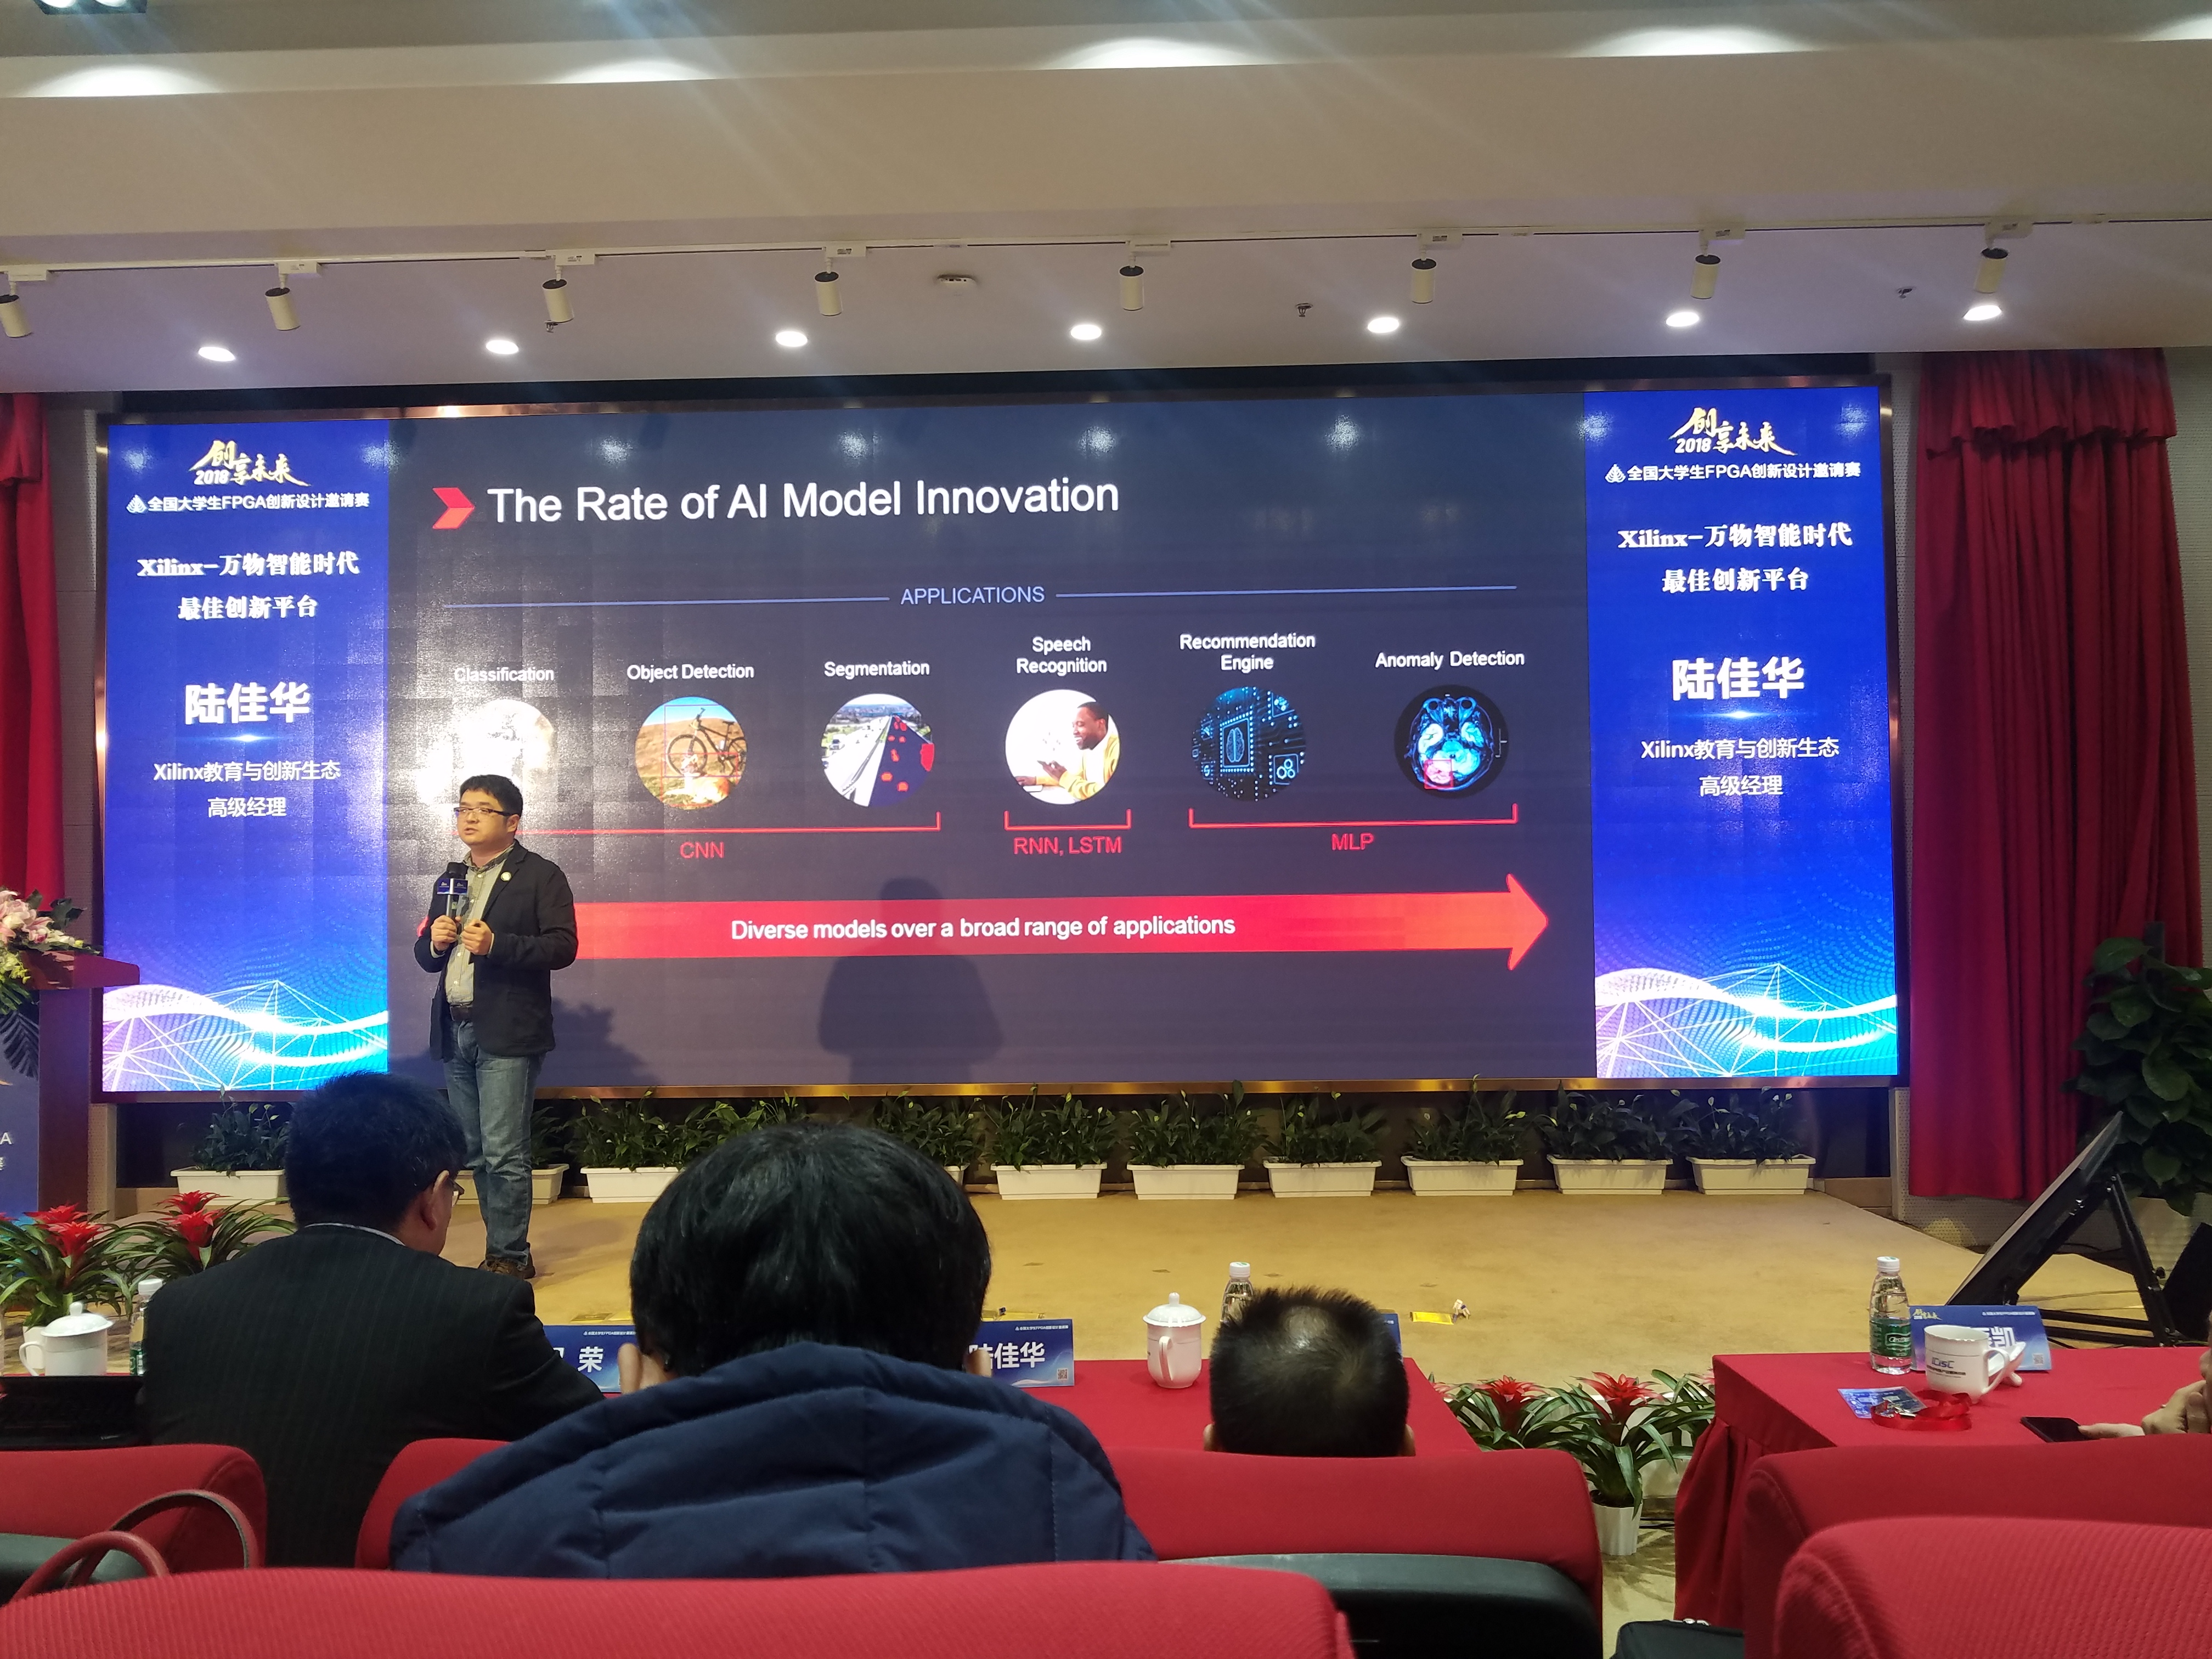 创享未来
2018
全国大学生FPGA创新设计邀请赛
Xilinx-万物智能时代
最佳创新平台
陆佳华
Xilinx教育与创新生态
高级经理
The Rate of AI Model Innovation
APPLICATIONS
Classification
Object Detection
Segmentation
Speech
Recognition
Recommendation
Engine
Anomaly Detection
CNN
RNN, LSTM
MLP
Diverse models over a broad range of applications
创享未来
2018
全国大学生FPGA创新设计邀请赛
Xilinx-万物智能时代
最佳创新平台
陆佳华
Xilinx教育与创新生态
高级经理
荣
陆佳华